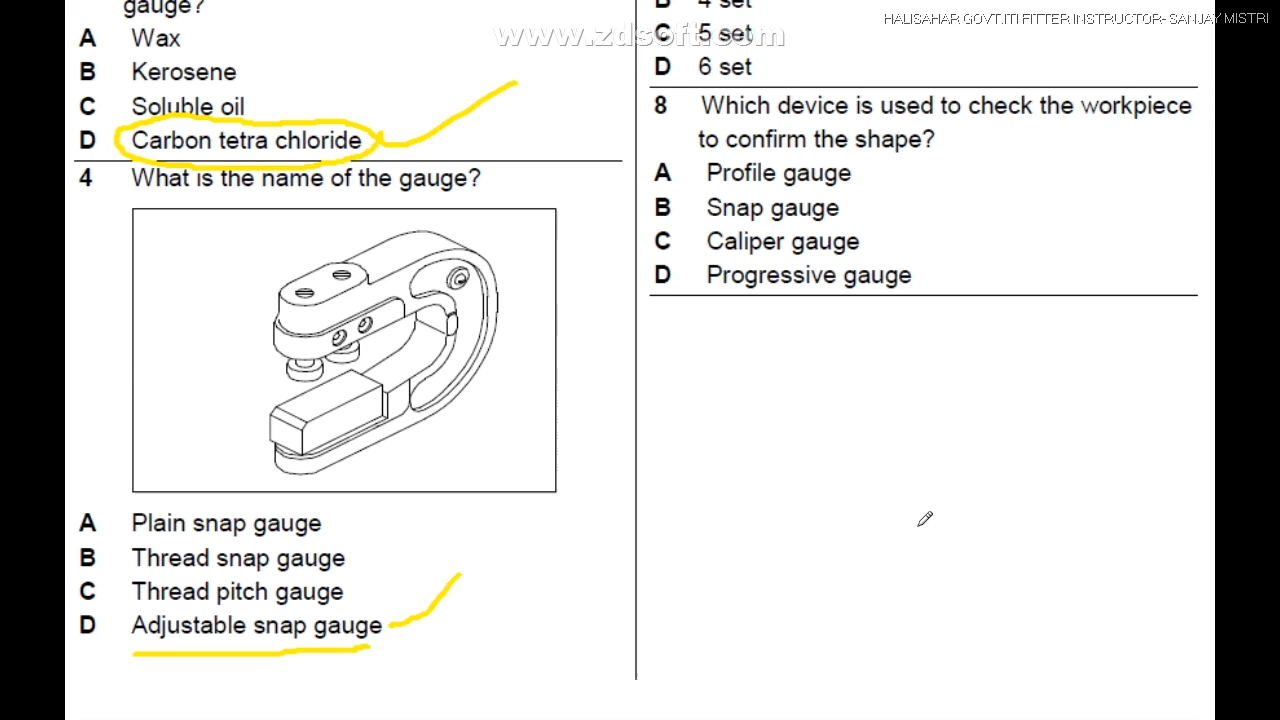 HALISAHAR GOVT.ITI FITTER INSTRUCTOR- SANJAY MISTRI
www.zdsoft.com
gauge?
A Wax
B Kerosene
C Soluble oil
D Carbon tetra chloride
4 What is the name of the gauge?
A Plain snap gauge
B Thread snap gauge
C Thread pitch gauge
D Adjustable snap gauge
B 4 set
C 5 set
D 6 set
8 Which device is used to check the workpiece
to confirm the shape?
A Profile gauge
B Snap gauge
C Caliper gauge
D Progressive gauge